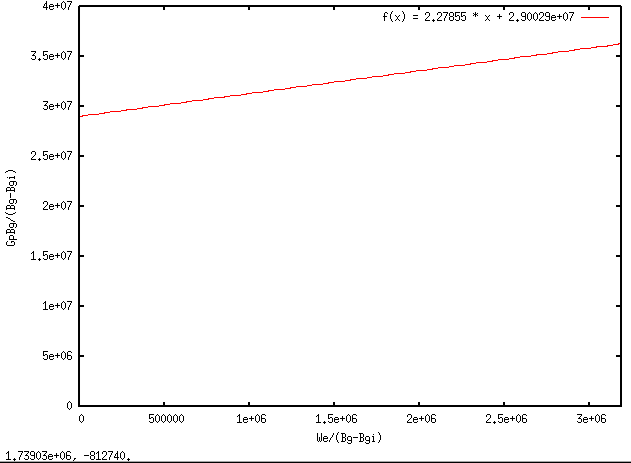 4e+07
f(x) = 2.27855 * x + 2.90029e+07
3.5e+07
3e+07
2.5e+07
2e+07
GpBg/(Bg-Bgi)
1.5e+07
1e+07
5e+06
0
0 500000 1e+06 1.5e+06 2e+06 2.5e+06 3e+06
We/(Bg-Bgi)
1.73903e+06, -812740.